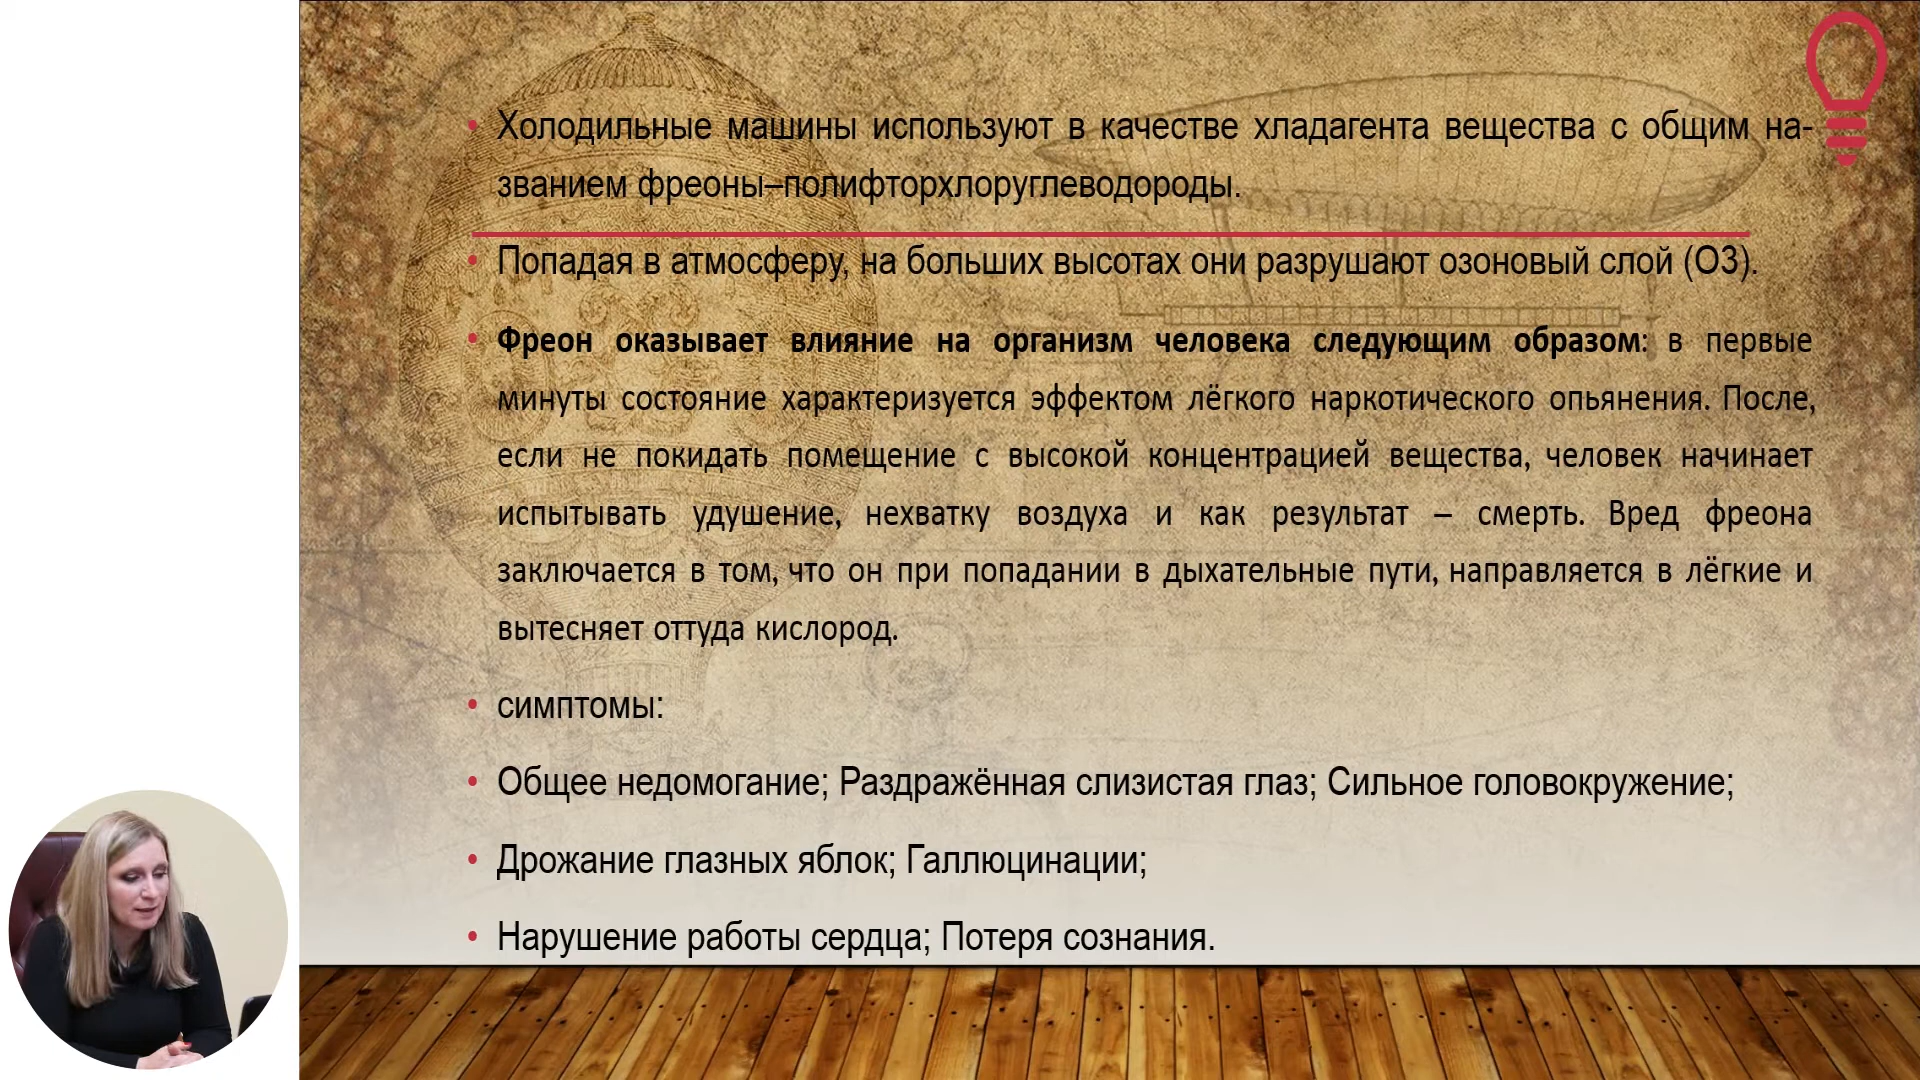 Холодильные машины используют в качестве хладагента вещества с общим на-
званием фреоны–полифторхлоруглеводороды.
Попадая в атмосферу, на больших высотах они разрушают озоновый слой (О3).
Фреон оказывает влияние на организм человека следующим образом: в первые
минуты состояние характеризуется эффектом лёгкого наркотического опьянения. После,
если не покидать помещение с высокой концентрацией вещества, человек начинает
испытывать удушение, нехватку воздуха и как результат – смерть. Вред фреона
заключается в том, что он при попадании в дыхательные пути, направляется в лёгкие и
вытесняет оттуда кислород.
симптомы:
Общее недомогание; Раздражённая слизистая глаз; Сильное головокружение;
Дрожание глазных яблок; Галлюцинации;
Нарушение работы сердца; Потеря сознания.